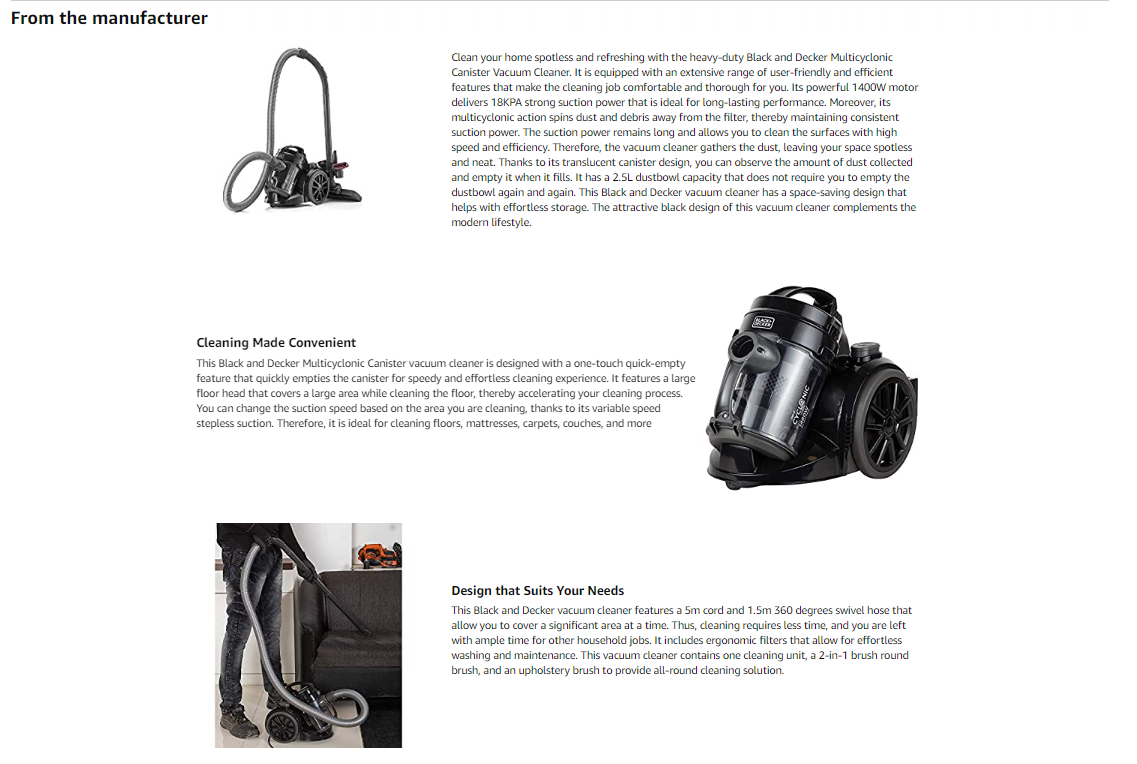 From the manufacturer
Clean your home spotless and refreshing with the heavy-duty Black and Decker Multicyclonic
Canister Vacuum Cleaner. It is equipped with an extensive range of user-friendly and efficient
features that make the cleaning job comfortable and thorough for you. Its powerful 1400W motor
delivers 18KPA strong suction power that is ideal for long-lasting performance. Moreover, its
multicyclonic action spins dust and debris away from the filter, thereby maintaining consistent
suction power. The suction power remains long and allows you to clean the surfaces with high
speed and efficiency. Therefore, the vacuum cleaner gathers the dust, leaving your space spotless
and neat. Thanks to its translucent canister design, you can observe the amount of dust collected
and empty it when it fills. It has a 2.5L dustbowl capacity that does not require you to empty the
dustbowl again and again. This Black and Decker vacuum cleaner has a space-saving design that
helps with effortless storage. The attractive black design of this vacuum cleaner complements the
modern lifestyle.
Cleaning Made Convenient
This Black and Decker Multicyclonic Canister vacuum cleaner is designed with a one-touch quick-empty
feature that quickly empties the canister for speedy and effortless cleaning experience. It features a large
floor head that covers a large area while cleaning the floor, thereby accelerating your cleaning process.
You can change the suction speed based on the area you are cleaning, thanks to its variable speed
stepless suction. Therefore, it is ideal for cleaning floors, mattresses, carpets, couches, and more
BLACK+
DECKER
CYCLONIC
Design that Suits Your Needs
This Black and Decker vacuum cleaner features a 5m cord and 1.5m 360 degrees swivel hose that
allow you to cover a significant area at a time. Thus, cleaning requires less time, and you are left
with ample time for other household jobs. It includes ergonomic filters that allow for effortless
washing and maintenance. This vacuum cleaner contains one cleaning unit, a 2-in-1 brush round
brush, and an upholstery brush to provide all-round cleaning solution.